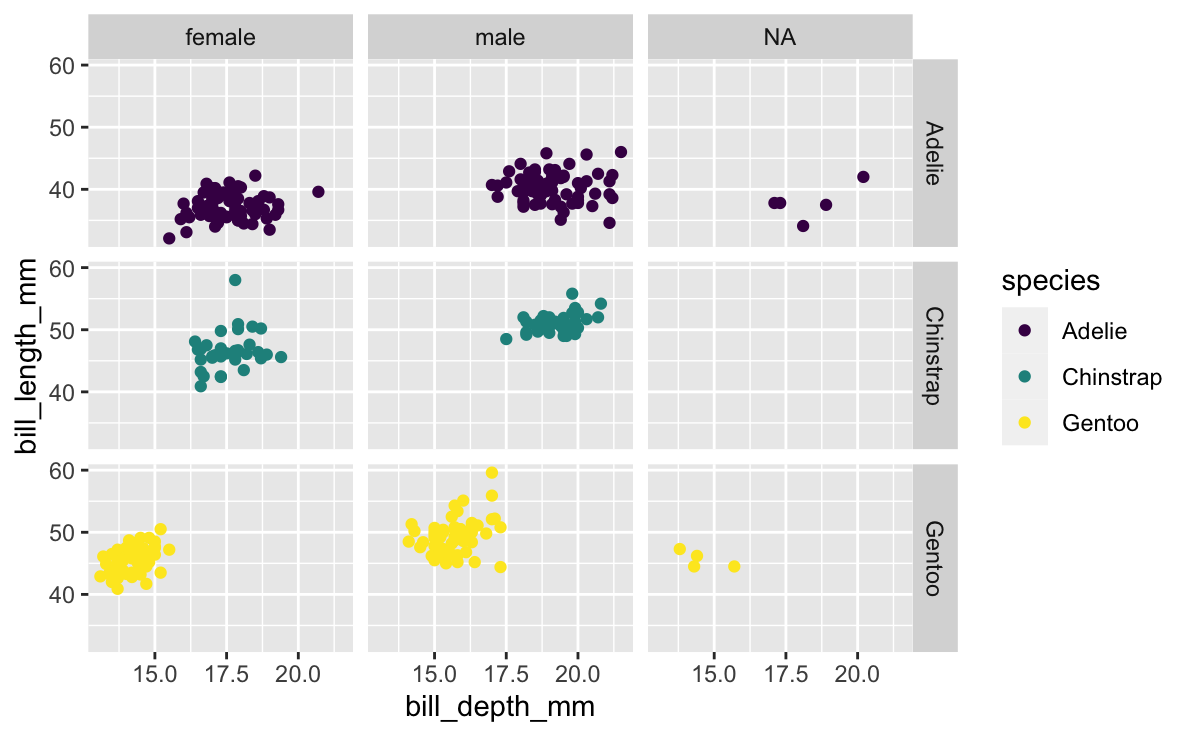 female male NA
60
50
40
Adelie
60
50
40
Chinstrap
60
50
40
Gentoo
15.0 17.5 20.0 15.0 17.5 20.0 15.0 17.5 20.0
bill_depth_mm
bill_length_mm
species
Adelie
Chinstrap
Gentoo